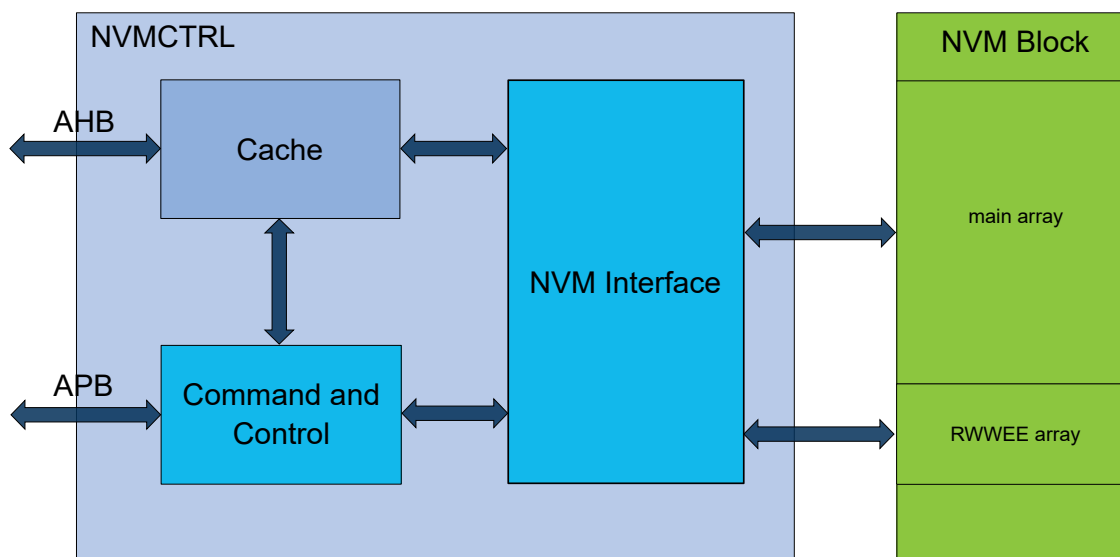 NVMCTRL
NVM Block
AHB
Cache
main array
NVM Interface
APB
Command and
Control
RWWEE array